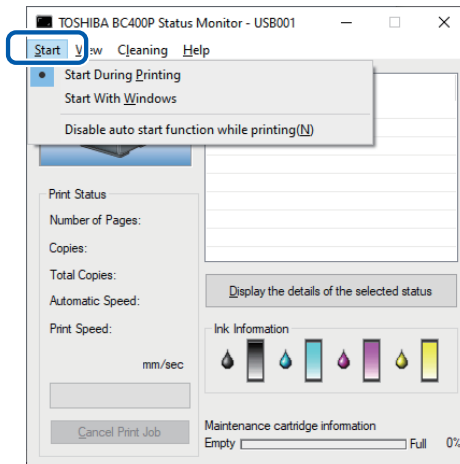 TOSHIBA BC400P Status Monitor - USB001
Start View Cleaning Help
Start During Printing
Start With Windows
Disable auto start function while printing(N)
Print Status
Number of Pages:
Copies:
Total Copies:
Automatic Speed:
Print Speed:
mm/sec
Cancel Print Job
Display the details of the selected status
Ink Information
Maintenance cartridge information
Empty Full 0%